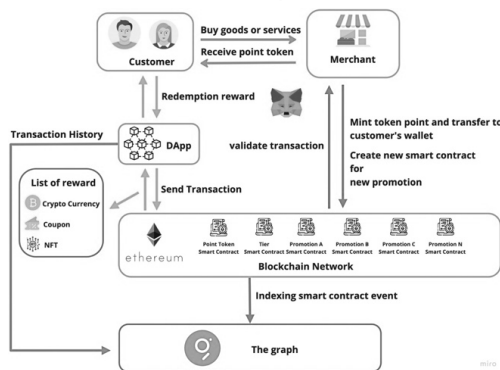 Buy goods or services
Receive point token
Customer
Merchant
Redemption reward
Transaction History
DApp
validate transaction
Mint token point and transfer to
customer's wallet
Create new smart contract
for
new promotion
List of reward
Crypto Currency
Coupon
NFT
Send Transaction
ethereum
Point Token
Smart Contract
Tier
Smart Contract
Promotion A
Smart Contract
Promotion B
Smart Contract
Promotion C
Smart Contract
Promotion N
Smart Contract
Blockchain Network
Indexing smart contract event
The graph
miro